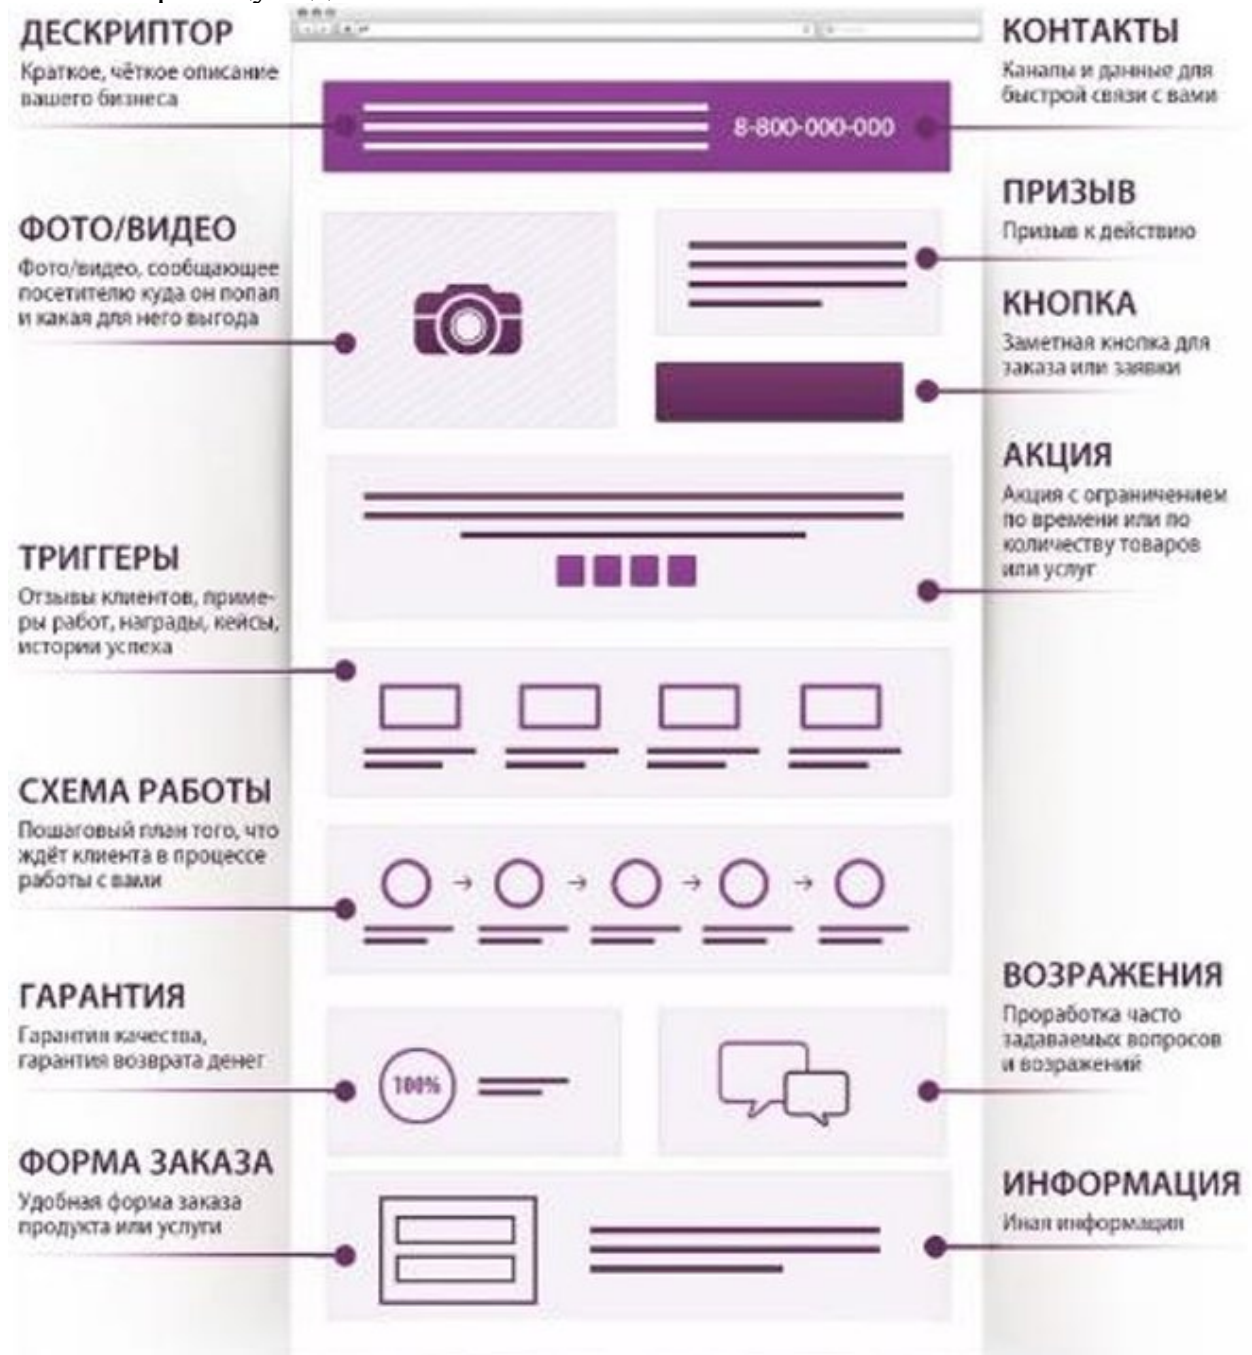 ДЕСКРИПТОР
Краткое, чёткое описание
вашего бизнеса
8-800-000-000
КОНТАКТЫ
Каналы и данные для
быстрой связи с вами
ФОТО/ВИДЕО
Фото/видео, сообщающее
посетителю куда он попал
и какая для него выгода
ПРИЗЫВ
Призыв к действию
КНОПКА
Заметная кнопка для
заказа или заявки
АКЦИЯ
Акция с ограничением
по времени или по
количеству товаров
или услуг
ТРИГГЕРЫ
Отзывы клиентов, приме-
ры работ, награды, кейсы,
истории успеха
СХЕМА РАБОТЫ
Пошаговый план того, что
ждёт клиента в процессе
работы с вами
ГАРАНТИЯ
Гарантия качества,
гарантия возврата денег
100%
ВОЗРАЖЕНИЯ
Проработка часто
задаваемых вопросов
и возражений
ФОРМА ЗАКАЗА
Удобная форма заказа
продукта или услуги
ИНФОРМАЦИЯ
Иная информация